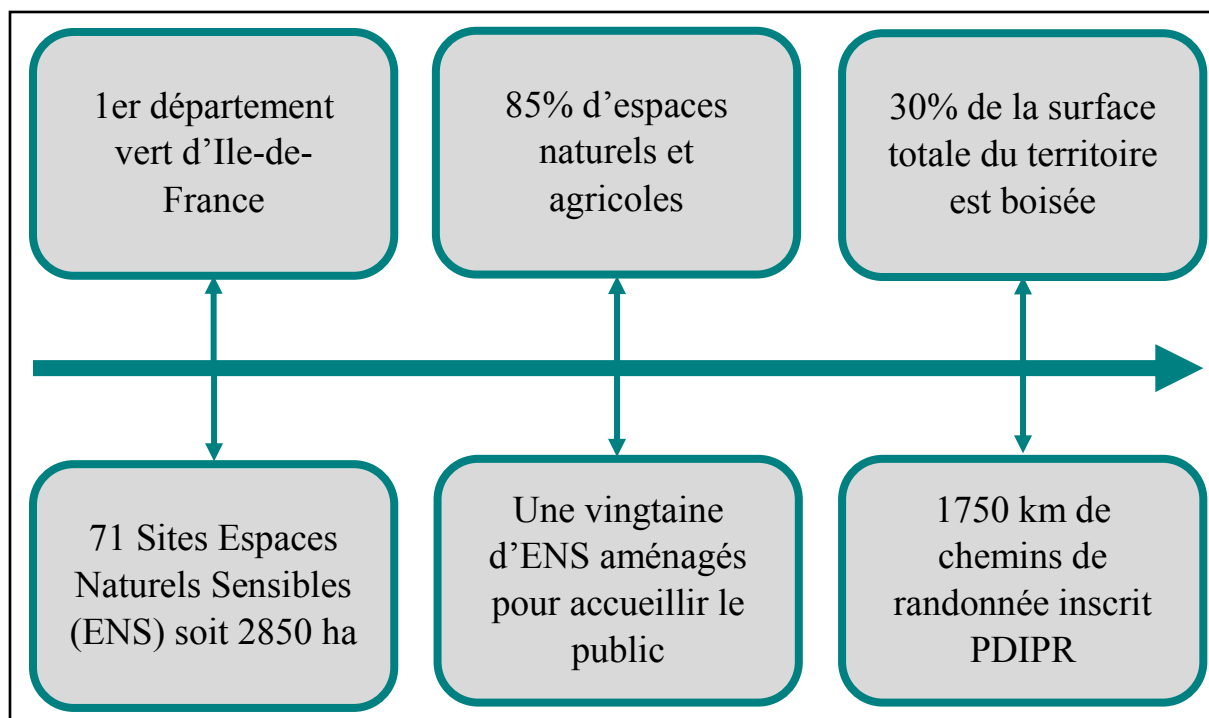 1er département
vert d’Ile-de-
France
85% d’espaces
naturels et
agricoles
30% de la surface
totale du territoire
est boisée
71 Sites Espaces
Naturels Sensibles
(ENS) soit 2850 ha
Une vingtaine
d’ENS aménagés
pour accueillir le
public
1750 km de
chemins de
randonnée inscrit
PDIPR